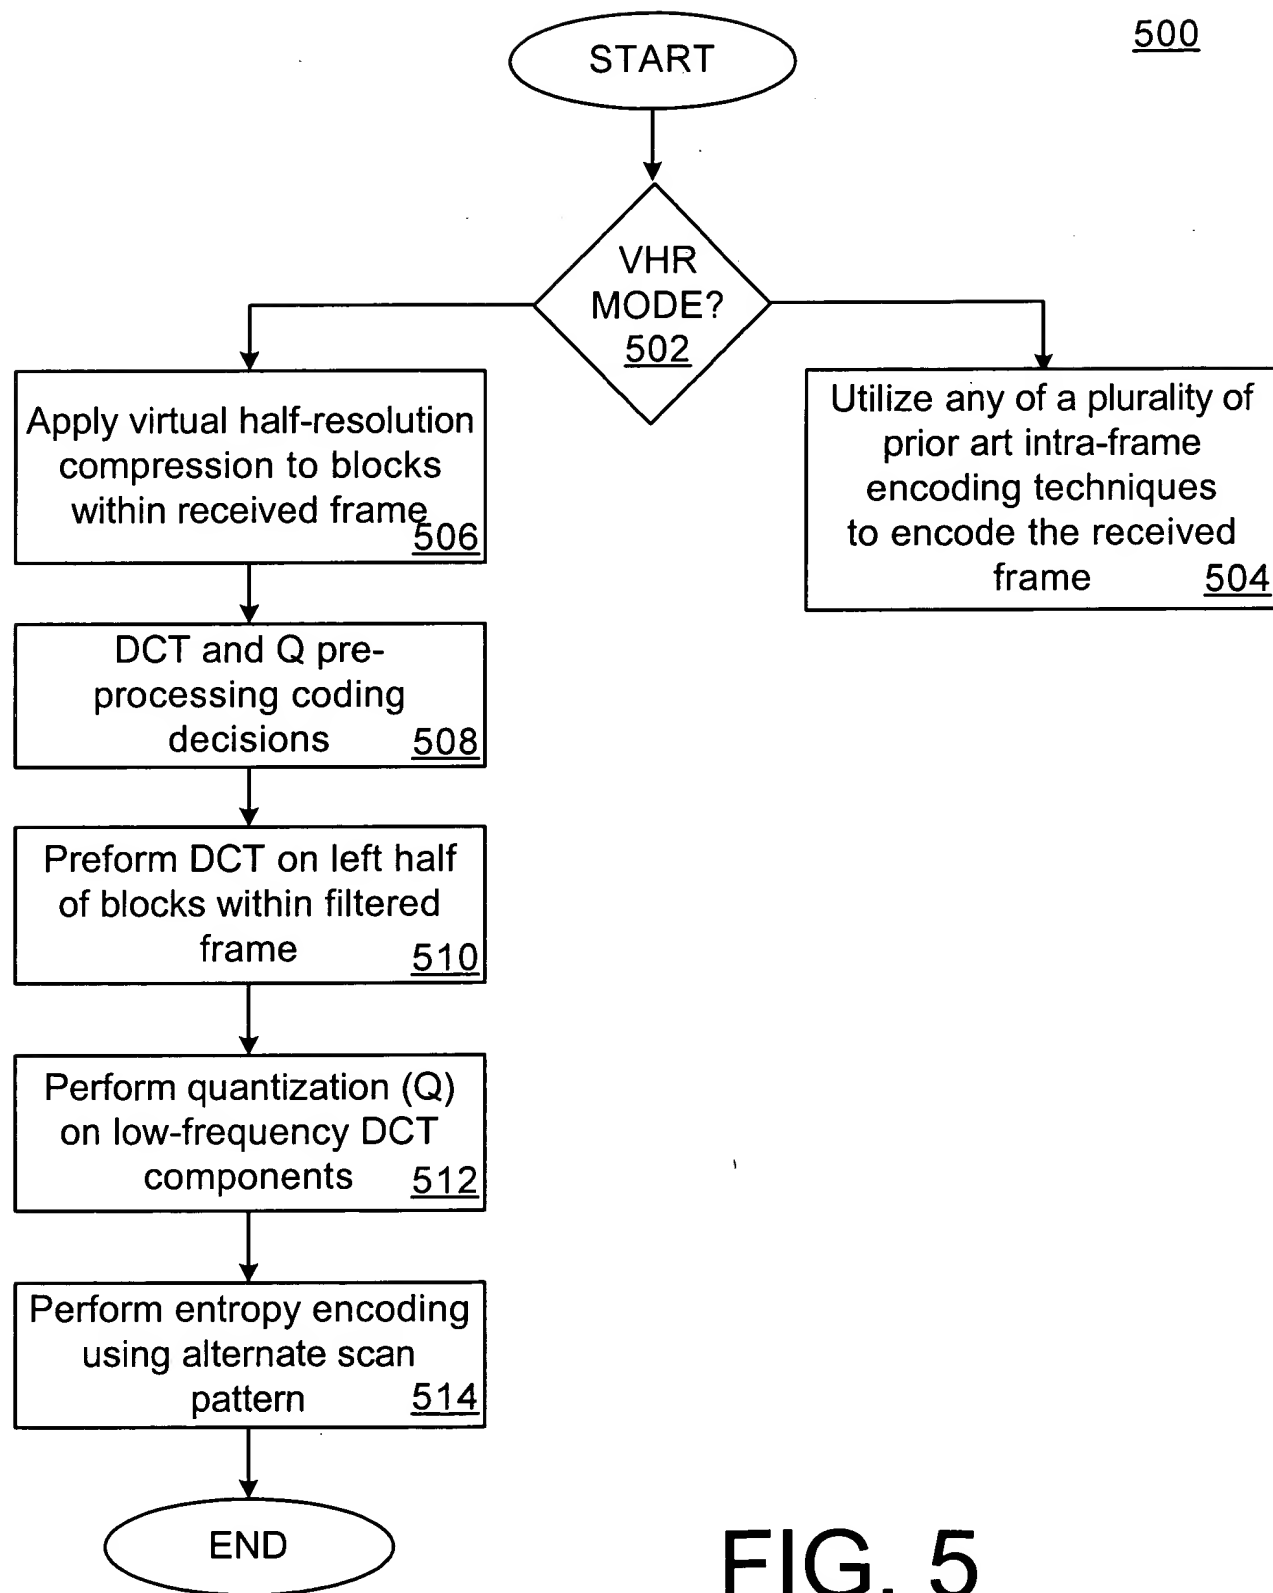 500
START
VHR
MODE?
502
Apply virtual half-resolution
compression to blocks
within received frame
506
Utilize any of a plurality of
prior art intra-frame
encoding techniques
to encode the received
frame 504
DCT and Q pre-
processing coding
decisions 508
Preform DCT on left half
of blocks within filtered
frame 510
Perform quantization (Q)
on low-frequency DCT
components 512
Perform entropy encoding
using alternate scan
pattern 514
END
FIG. 5